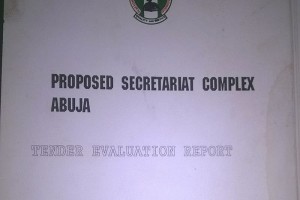 PROPOSED SECRETARIAT COMPLEX
ABUJA
TENDER EVALUATION REPORT